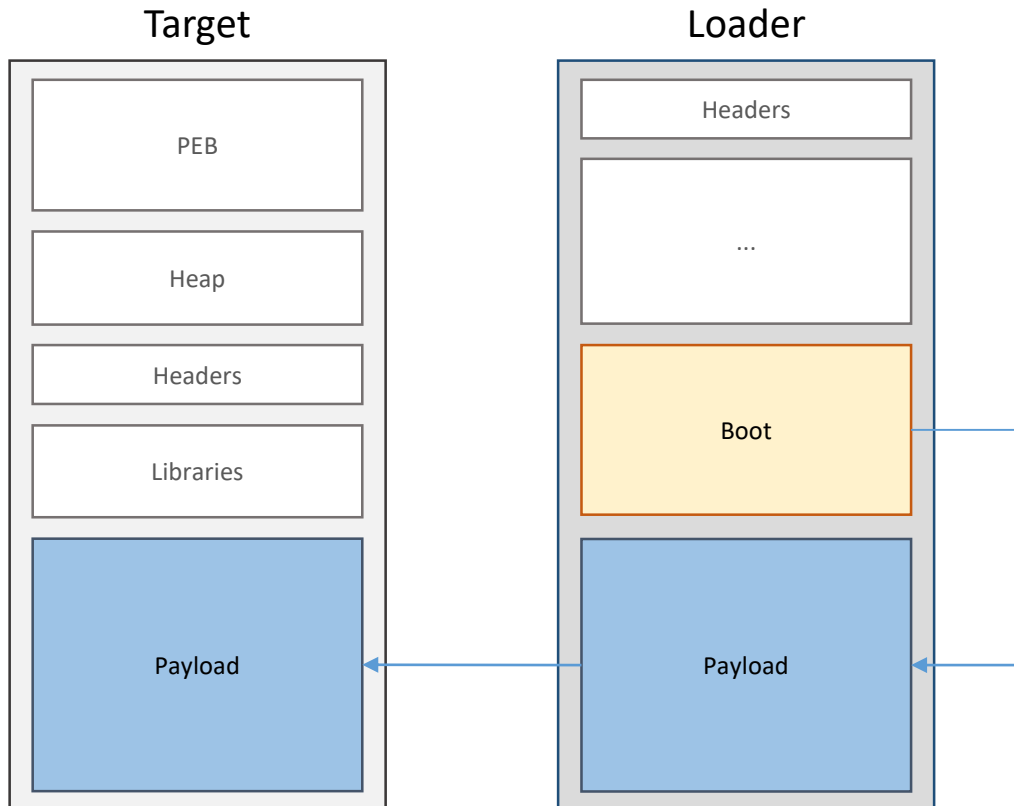 Target
PEB
Heap
Headers
Libraries
Payload
Loader
Headers
...
Boot
Payload